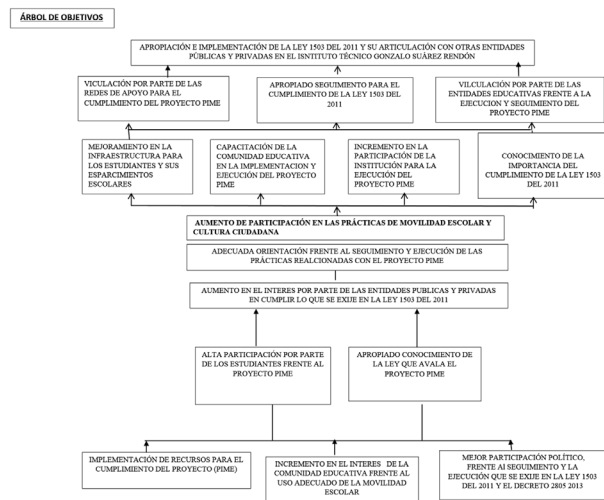 ÁRBOL DE OBJETIVOS
APROPIACIÓN E IMPLEMENTACIÓN DE LA LEY 1503 DEL 2011 Y SU ARTICULACIÓN CON OTRAS ENTIDADES
PÚBLICAS Y PRIVADAS EN EL ISNTITUTO TÉCNICO GONZALO SUÁREZ RENDÓN
VICULACIÓN POR PARTE DE LAS
REDES DE APOYO PARA EL
CUMPLIMIENTO DEL PROYECTO PIME
APROPIADO SEGUIMIENTO PARA EL
CUMPLIMIENTO DE LA LEY 1503 DEL
2011
VILCULACIÓN POR PARTE DE LAS
ENTIDADES EDUCATIVAS FRENTE A LA
EJECUCION Y SEGUIMIENTO DEL
PROYECTO PIME
MEJORAMIENTO EN LA
INFRAESTRUCTURA PARA
LOS ESTUDIANTES Y SUS
ESPARCIMIENTOS
ESCOLARES
CAPACITACIÓN DE LA
COMUNIDAD EDUCATIVA
EN LA IMPLEMENTACION Y
EJECUCIÓN DEL PROYECTO
PIME
INCREMENTO EN LA
PARTICIPACIÓN DE LA
INSTITUCIÓN PARA LA
EJECUCIÓN DEL
PROYECTO PIME
CONOCIMIENTO DE LA
IMPORTANCIA DEL
CUMPLIMIENTO DE LA LEY 1503
DEL 2011
AUMENTO DE PARTICIPACIÓN EN LAS PRÁCTICAS DE MOVILIDAD ESCOLAR Y
CULTURA CIUDADANA
ADECUADA ORIENTACIÓN FRENTE AL SEGUIMIENTO Y EJECUCIÓN DE LAS
PRÁCTICAS REALCIONADAS CON EL PROYECTO PIME
AUMENTO EN EL INTERES POR PARTE DE LAS ENTIDADES PUBLICAS Y PRIVADAS
EN CUMPLIR LO QUE SE EXIJE EN LA LEY 1503 DEL 2011
ALTA PARTICIPACIÓN POR PARTE
DE LOS ESTUDIANTES FRENTE AL
PROYECTO PIME
APROPIADO CONOCIMIENTO DE
LA LEY QUE AVALA EL
PROYECTO PIME
IMPLEMENTACIÓN DE RECURSOS PARA EL
CUMPLIMIENTO DEL PROYECTO (PIME)
INCREMENTO EN EL INTERES DE LA
COMUNIDAD EDUCATIVA FRENTE AL
USO ADECUADO DE LA MOVILIDAD
ESCOLAR
MEJOR PARTICIPACIÓN POLÍTICO,
FRENTE Al SEGUIMIENTO Y LA
EJECUCIÓN QUE SE EXIJE EN LA LEY
1503 DEL 2011 Y EL DECRETO 2805 2013